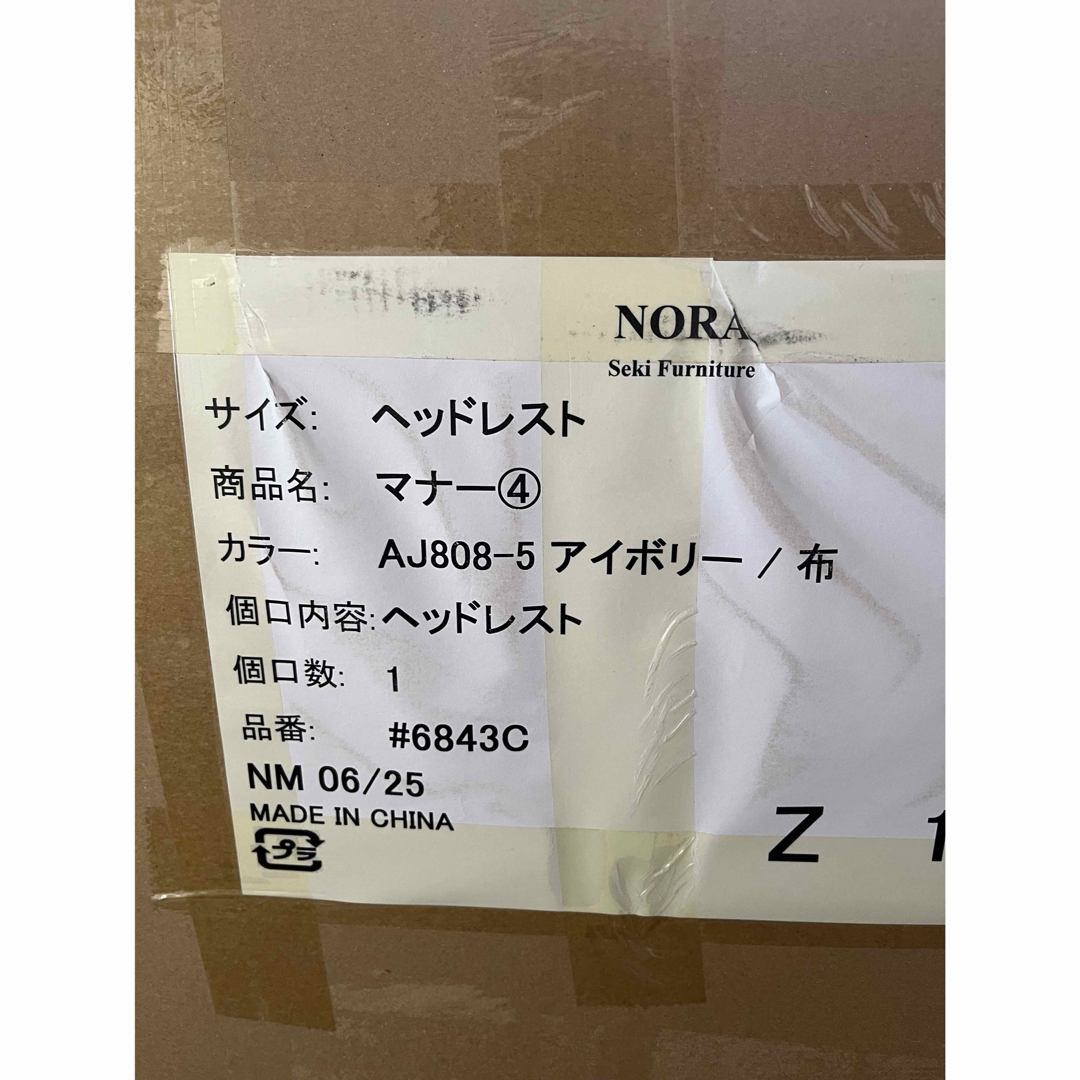 NORA
Seki Furniture
サイズ: ヘッドレスト
商品名: マナー④
カラー: AJ808-5 アイボリー / 布
個口内容:ヘッドレスト
個口数: 1
品番: #6843C
NM 06/25
MADE IN CHINA
プラ
Z